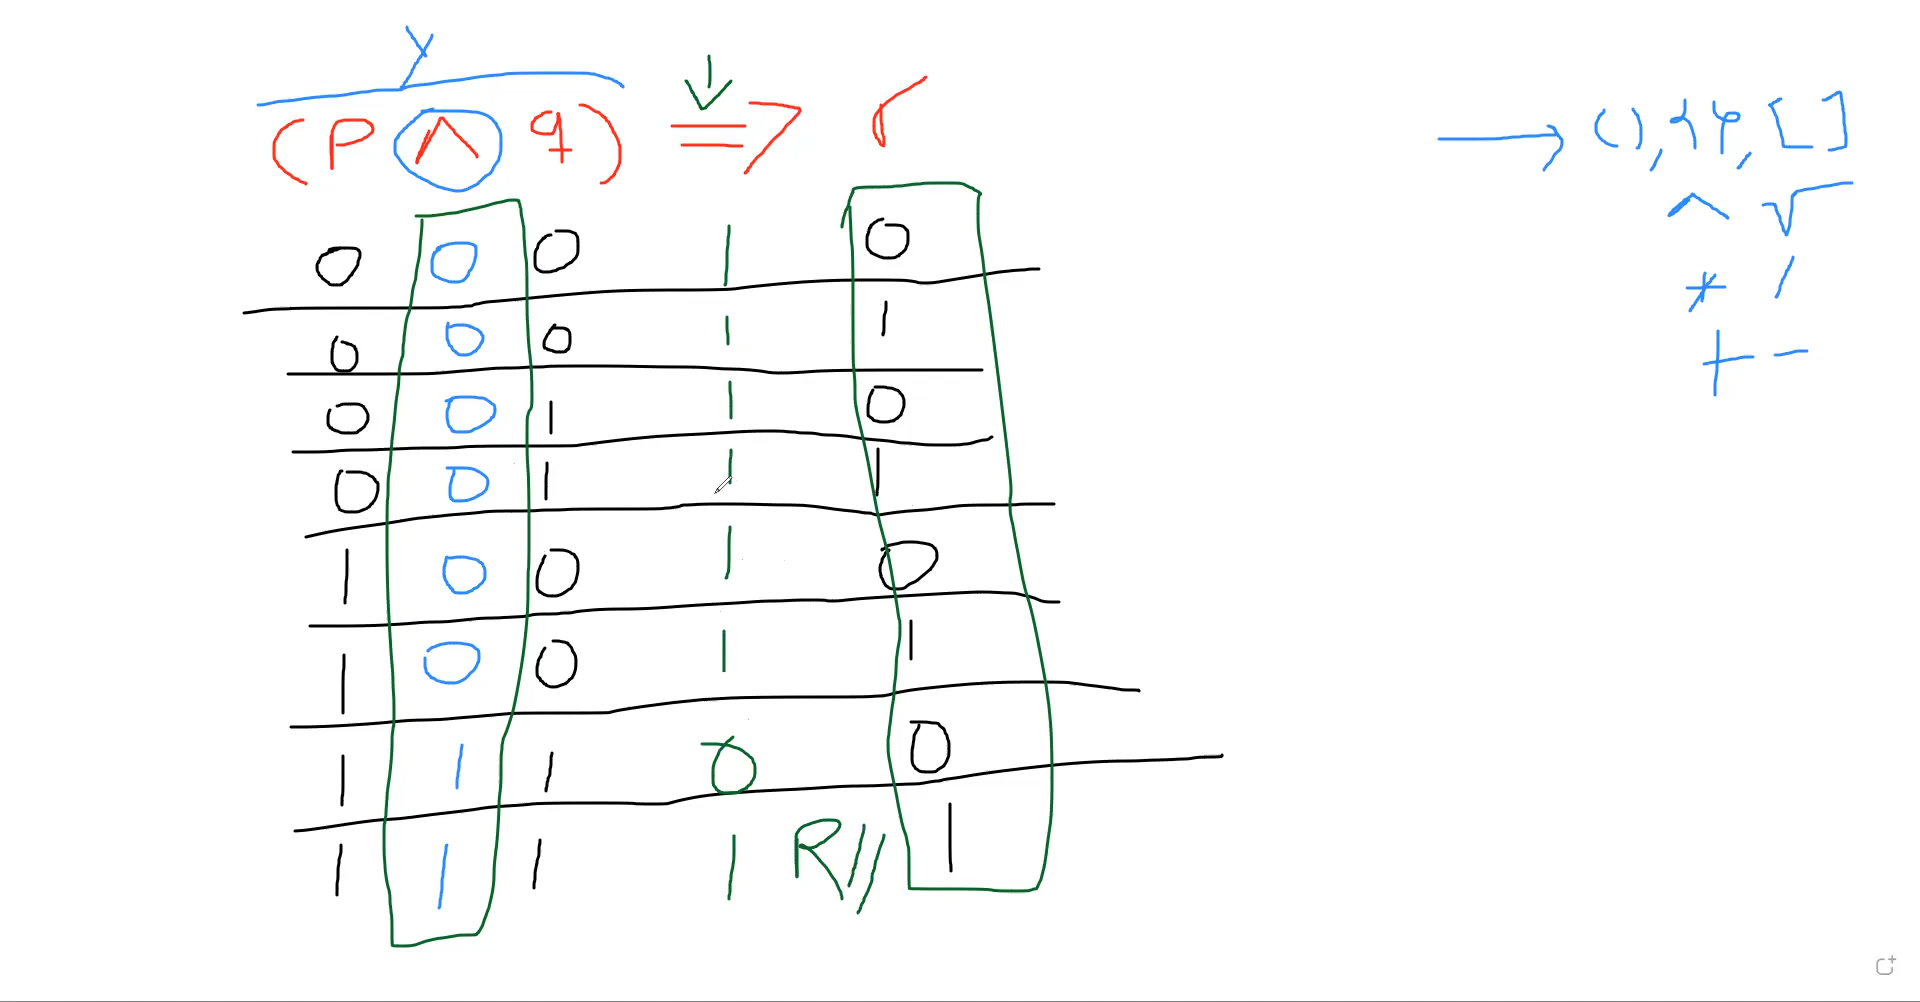 y
(p ∧ q) ⇒ r
0 0 0 1 0
0 0 0 1 1
0 0 1 1 0
0 0 1 1 1
1 0 0 1 0
1 0 0 1 1
1 1 1 0 0
1 1 1 1 R// 1
→ (), {}, []
^ √
* /
+ -